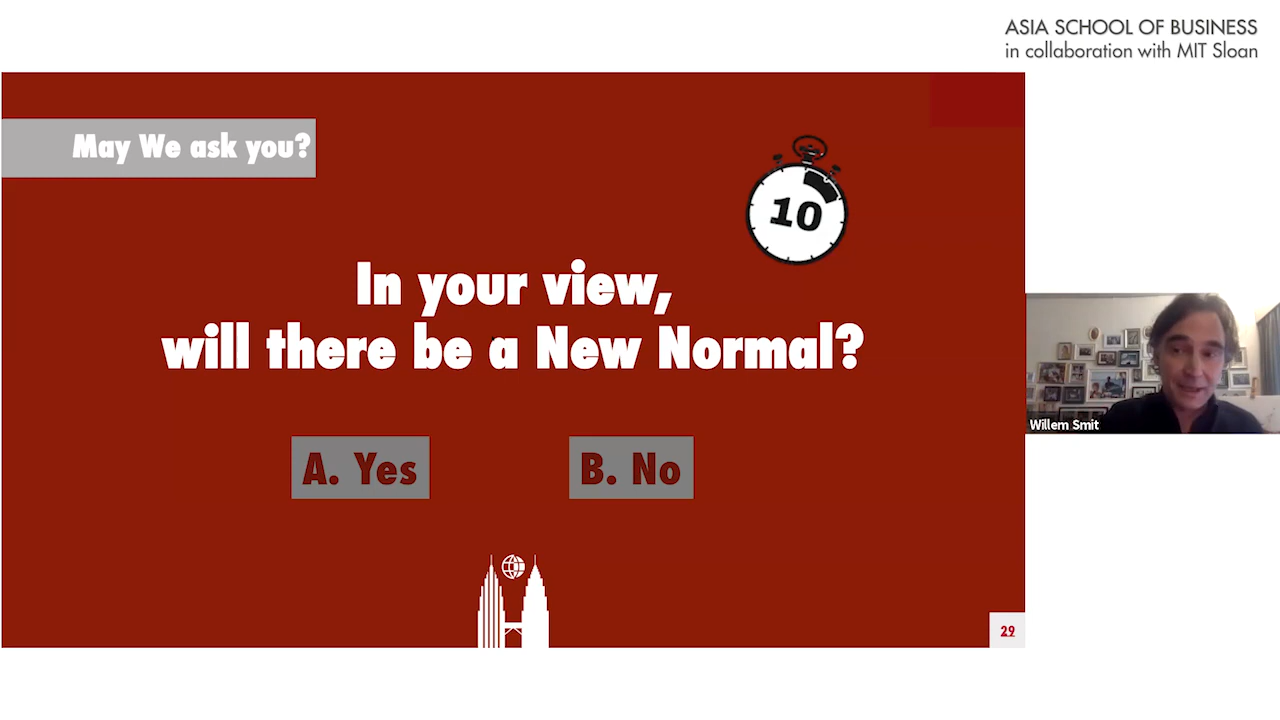 ASIA SCHOOL OF BUSINESS
in collaboration with MIT Sloan
May We ask you?
10
In your view,
will there be a New Normal?
A. Yes
B. No
Willem Smit
29